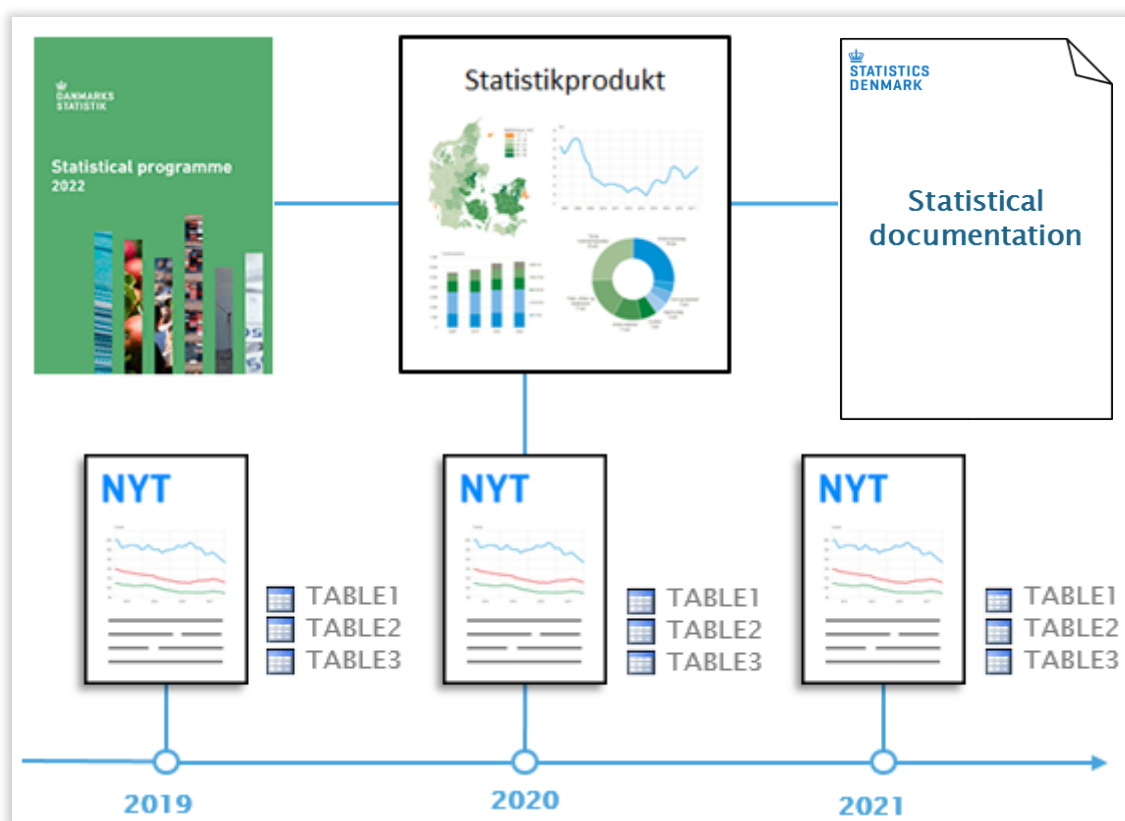 DANMARKS
STATISTIK
Statistical programme
2022
Statistikprodukt
STATISTICS
DENMARK
Statistical
documentation
NYT
TABLE1
TABLE2
TABLE3
NYT
TABLE1
TABLE2
TABLE3
NYT
TABLE1
TABLE2
TABLE3
2019
2020
2021